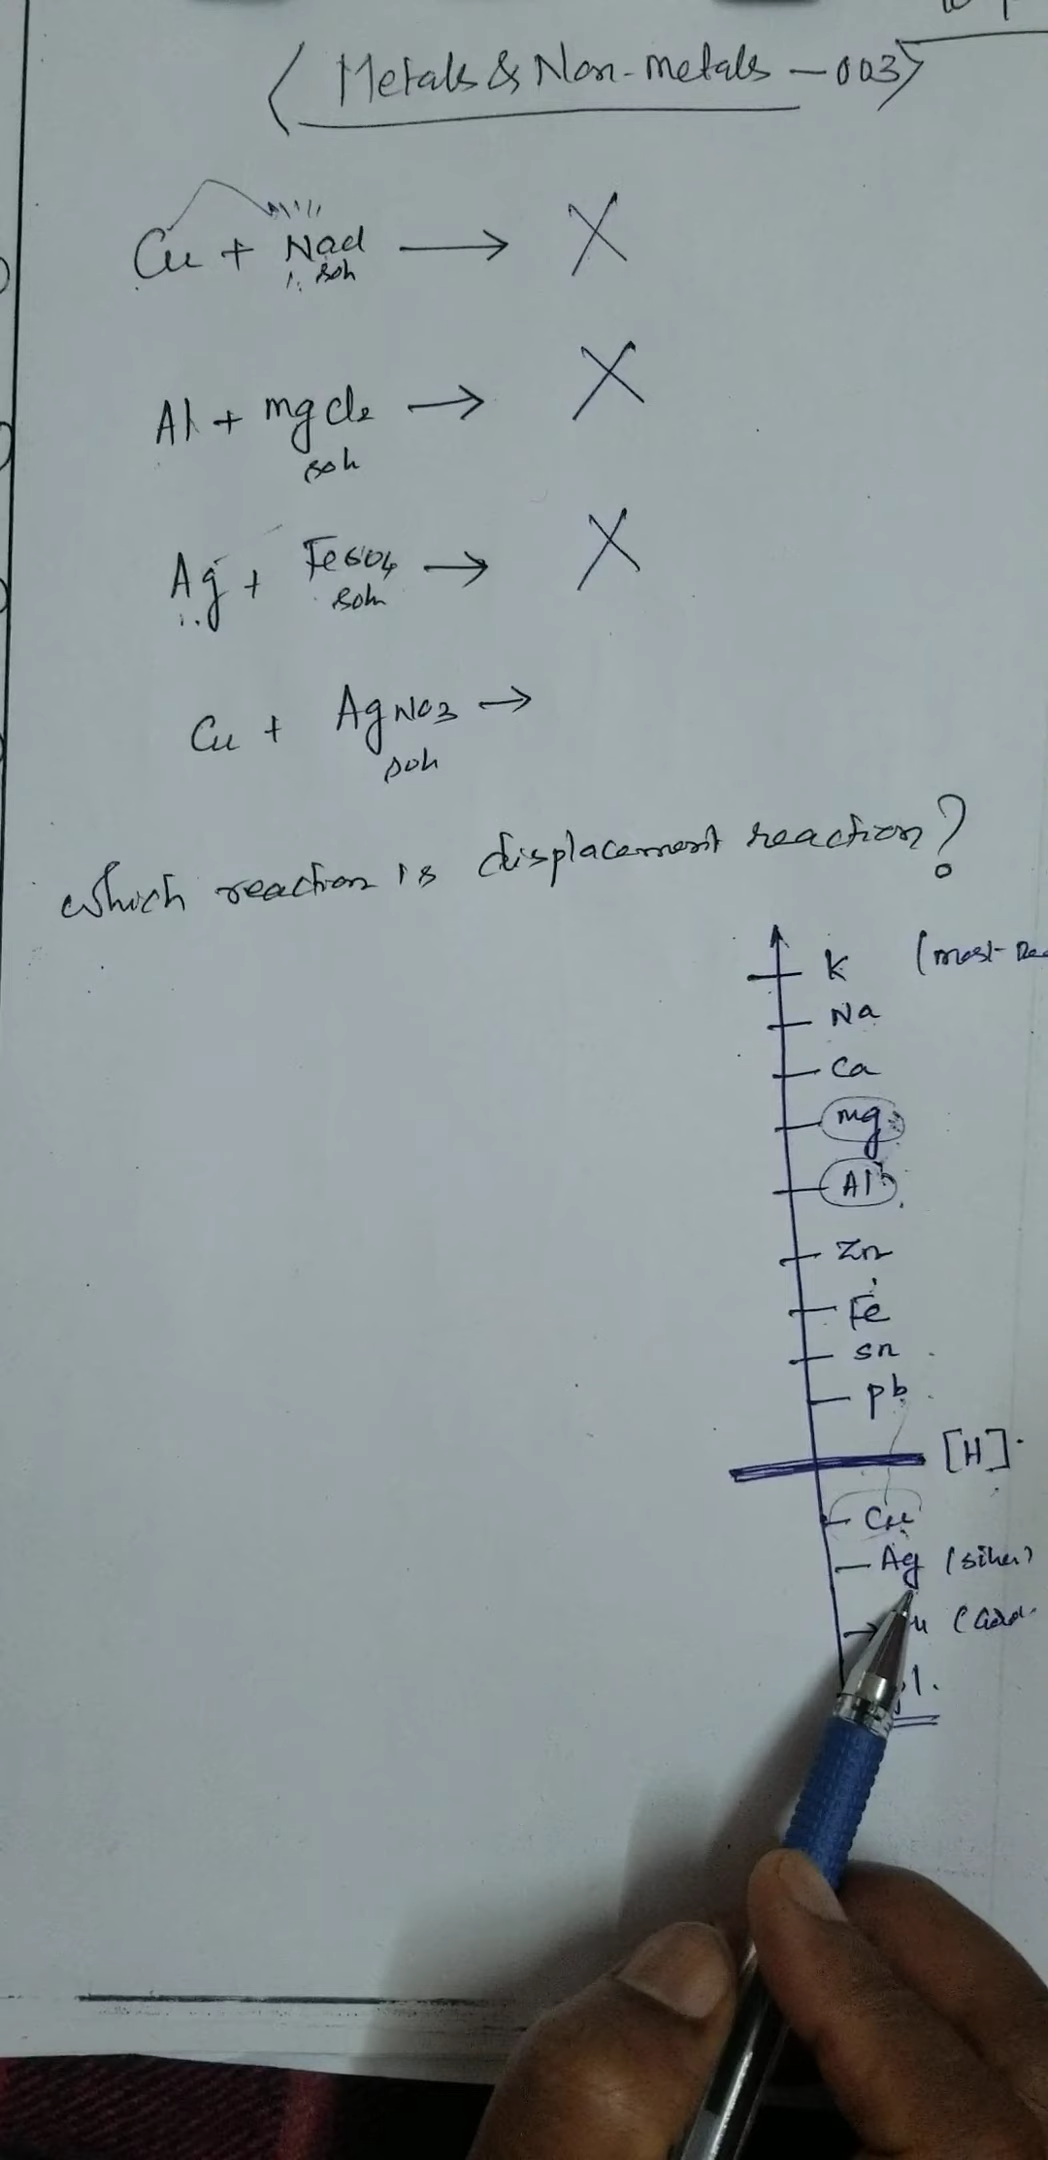 Metals & Non-metals - 003
Cu + NaCl → X
soln
Al + MgCl2 → X
soln
Ag + FeSO4 → X
soln
Cu + AgNO3 →
soln
Which reaction is displacement reaction?
K (most-
Na
Ca
Mg
Al
Zn
Fe
Sn
Pb
[H]
Cu
Ag (silver)